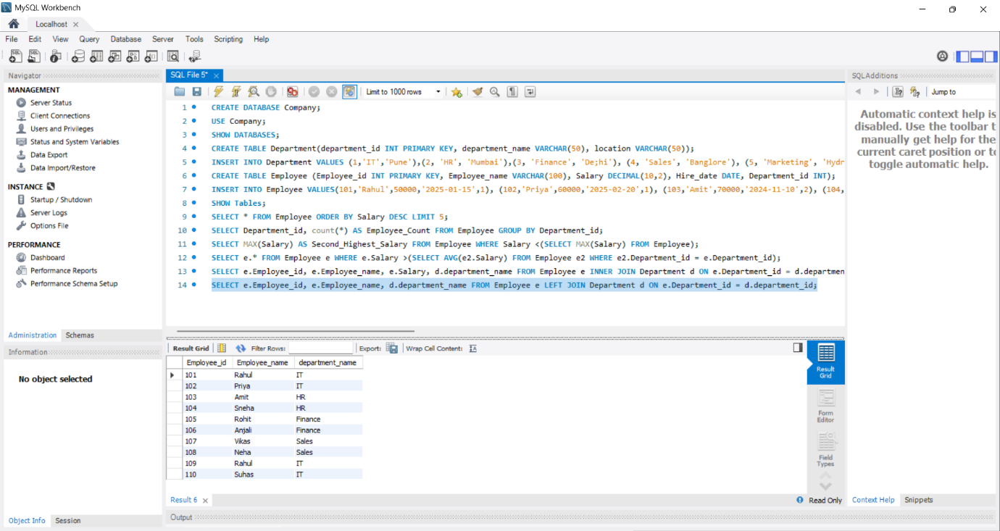 MySQL Workbench
Localhost
File Edit View Query Database Server Tools Scripting Help
Navigator
MANAGEMENT
Server Status
Client Connections
Users and Privileges
Status and System Variables
Data Export
Data Import/Restore
INSTANCE
Startup / Shutdown
Server Logs
Options File
PERFORMANCE
Dashboard
Performance Reports
Performance Schema Setup
Administration Schemas
Information
No object selected
Object Info Session
SQL File 5*
Limit to 1000 rows
1 CREATE DATABASE Company;
2 USE Company;
3 SHOW DATABASES;
4 CREATE TABLE Department(department_id INT PRIMARY KEY, department_name VARCHAR(50), location VARCHAR(50));
5 INSERT INTO Department VALUES (1,'IT','Pune'),(2, 'HR', 'Mumbai'),(3, 'Finance', 'De;hi'), (4, 'Sales', 'Banglore'), (5, 'Marketing', 'Hydr
6 CREATE TABLE Employee (Employee_id INT PRIMARY KEY, Employee_name VARCHAR(100), Salary DECIMAL(10,2), Hire_date DATE, Department_id INT);
7 INSERT INTO Employee VALUES(101,'Rahul',50000,'2025-01-15',1), (102,'Priya',60000,'2025-02-20',1), (103,'Amit',70000,'2024-11-10',2), (104,
8 SHOW Tables;
9 SELECT * FROM Employee ORDER BY Salary DESC LIMIT 5;
10 SELECT Department_id, count(*) AS Employee_Count FROM Employee GROUP BY Department_id;
11 SELECT MAX(Salary) AS Second_Highest_Salary FROM Employee WHERE Salary <(SELECT MAX(Salary) FROM Employee);
12 SELECT e.* FROM Employee e WHERE e.Salary >(SELECT AVG(e2.Salary) FROM Employee e2 WHERE e2.Department_id = e.Department_id);
13 SELECT e.Employee_id, e.Employee_name, e.Salary, d.department_name FROM Employee e INNER JOIN Department d ON e.Department_id = d.departmen
14 SELECT e.Employee_id, e.Employee_name, d.department_name FROM Employee e LEFT JOIN Department d ON e.Department_id = d.department_id;
Result Grid Filter Rows: Export: Wrap Cell Content:
Employee_id Employee_name department_name
101 Rahul IT
102 Priya IT
103 Amit HR
104 Sneha HR
105 Rohit Finance
106 Anjali Finance
107 Vikas Sales
108 Neha Sales
109 Rahul IT
110 Suhas IT
Result
Grid
Form
Editor
Field
Types
Result 6
Read Only
Output
SQLAdditions
Jump to
Automatic context help is
disabled. Use the toolbar t
manually get help for the
current caret position or to
toggle automatic help.
Context Help Snippets